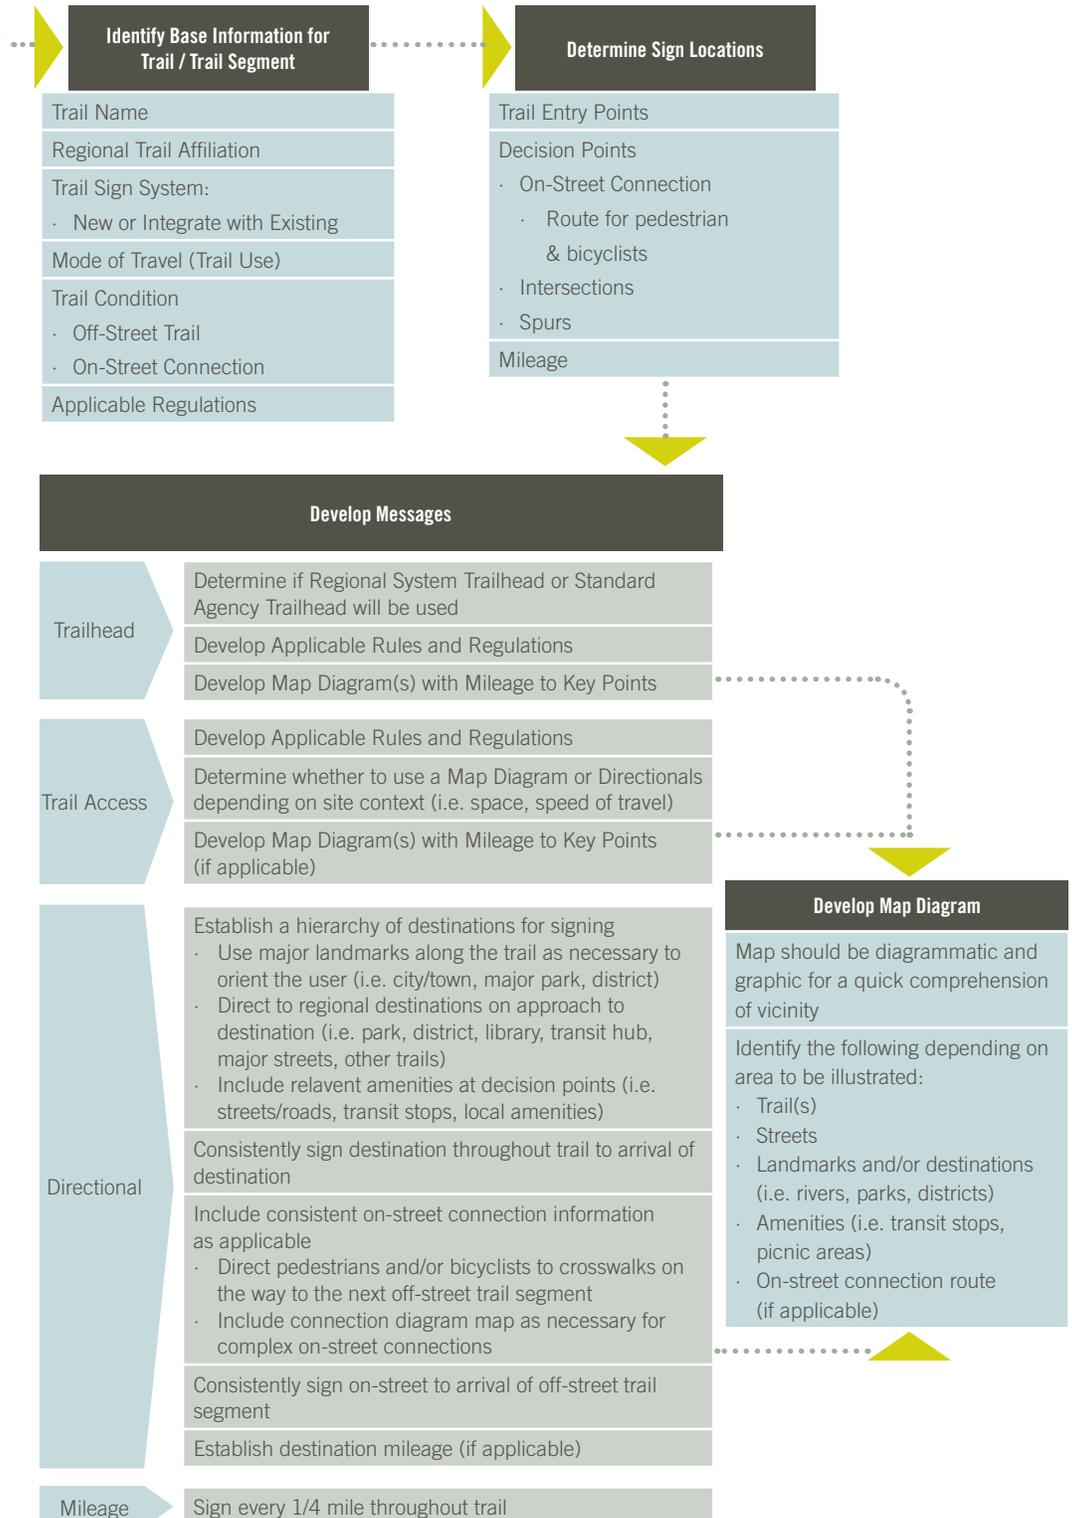 Identify Base Information for
Trail / Trail Segment
Trail Name
Regional Trail Affiliation
Trail Sign System:
· New or Integrate with Existing
Mode of Travel (Trail Use)
Trail Condition
· Off-Street Trail
· On-Street Connection
Applicable Regulations
Determine Sign Locations
Trail Entry Points
Decision Points
· On-Street Connection
· Route for pedestrian
& bicyclists
· Intersections
· Spurs
Mileage
Develop Messages
Trailhead
Determine if Regional System Trailhead or Standard
Agency Trailhead will be used
Develop Applicable Rules and Regulations
Develop Map Diagram(s) with Mileage to Key Points
Trail Access
Develop Applicable Rules and Regulations
Determine whether to use a Map Diagram or Directionals
depending on site context (i.e. space, speed of travel)
Develop Map Diagram(s) with Mileage to Key Points
(if applicable)
Directional
Establish a hierarchy of destinations for signing
· Use major landmarks along the trail as necessary to
orient the user (i.e. city/town, major park, district)
· Direct to regional destinations on approach to
destination (i.e. park, district, library, transit hub,
major streets, other trails)
· Include relavent amenities at decision points (i.e.
streets/roads, transit stops, local amenities)
Consistently sign destination throughout trail to arrival of
destination
Include consistent on-street connection information
as applicable
· Direct pedestrians and/or bicyclists to crosswalks on
the way to the next off-street trail segment
· Include connection diagram map as necessary for
complex on-street connections
Consistently sign on-street to arrival of off-street trail
segment
Establish destination mileage (if applicable)
Mileage
Sign every 1/4 mile throughout trail
Develop Map Diagram
Map should be diagrammatic and
graphic for a quick comprehension
of vicinity
Identify the following depending on
area to be illustrated:
· Trail(s)
· Streets
· Landmarks and/or destinations
(i.e. rivers, parks, districts)
· Amenities (i.e. transit stops,
picnic areas)
· On-street connection route
(if applicable)